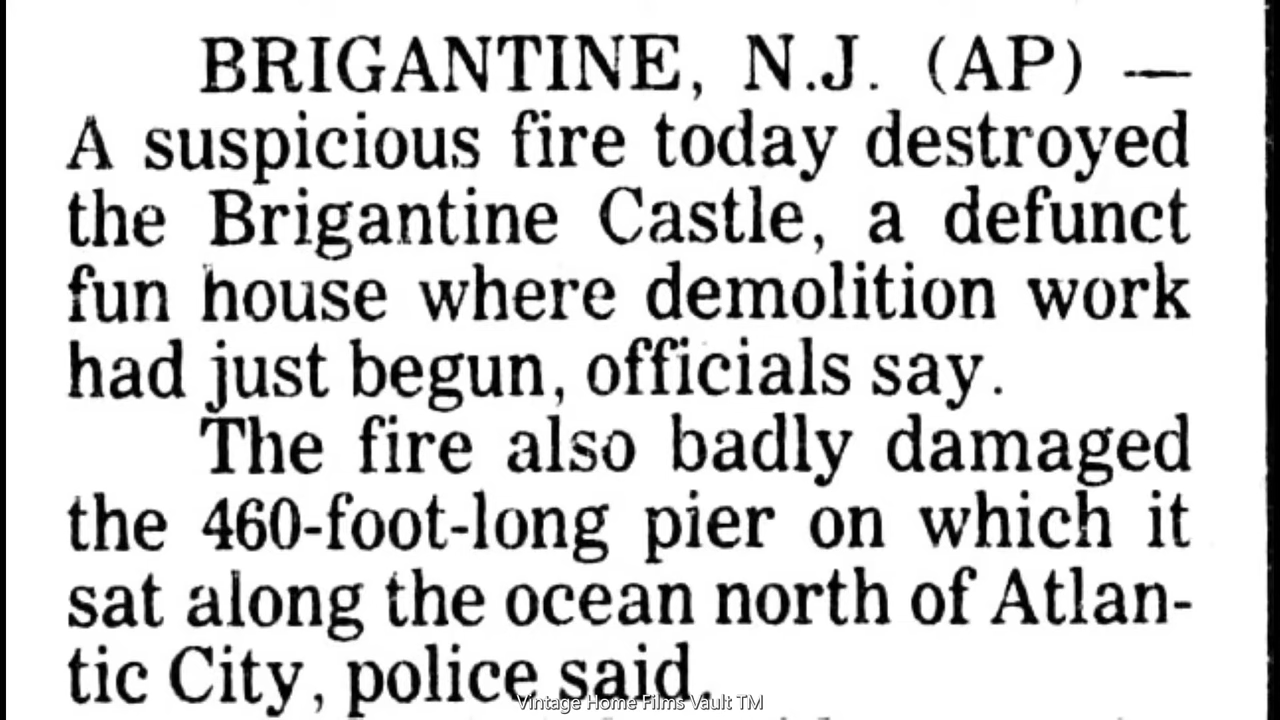 BRIGANTINE, N.J. (AP) —
A suspicious fire today destroyed
the Brigantine Castle, a defunct
fun house where demolition work
had just begun, officials say.
The fire also badly damaged
the 460-foot-long pier on which it
sat along the ocean north of Atlan-
tic City, police said.
Vintage Home Films Vault TM